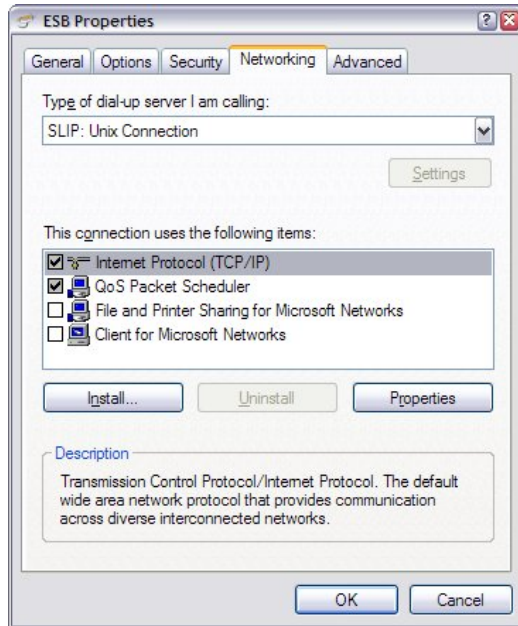 ESB Properties
General Options Security Networking Advanced
Type of dial-up server I am calling:
SLIP: Unix Connection
Settings
This connection uses the following items:
Internet Protocol (TCP/IP)
QoS Packet Scheduler
File and Printer Sharing for Microsoft Networks
Client for Microsoft Networks
Install... Uninstall Properties
Description
Transmission Control Protocol/Internet Protocol. The default
wide area network protocol that provides communication
across diverse interconnected networks.
OK Cancel